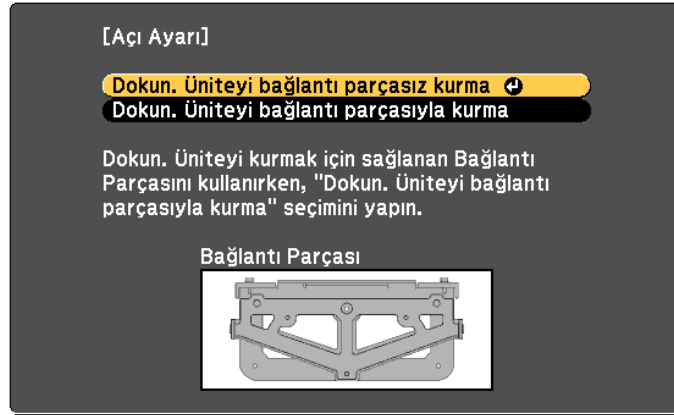 [Açı Ayarı]
Dokun. Üniteyi bağlantı parçasız kurma
Dokun. Üniteyi bağlantı parçasıyla kurma
Dokun. Üniteyi kurmak için sağlanan Bağlantı
Parçasını kullanırken, "Dokun. Üniteyi bağlantı
parçasıyla kurma" seçimini yapın.
Bağlantı Parçası